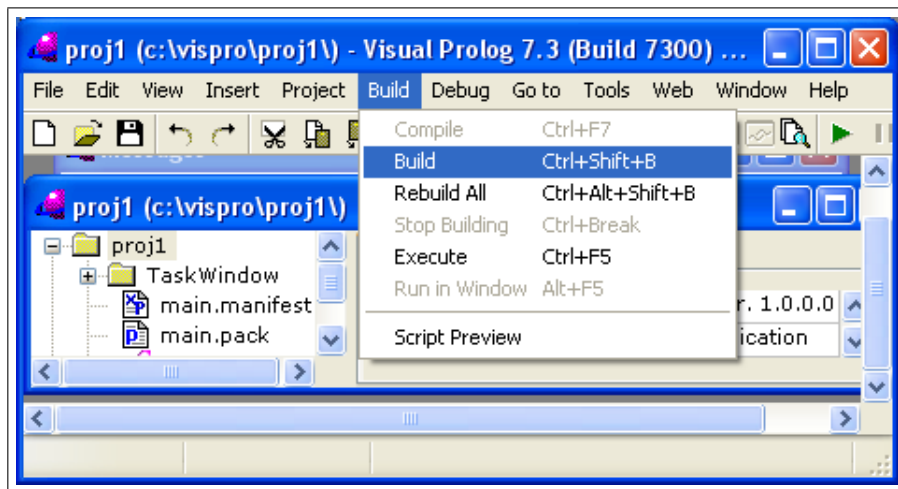 proj1 (c:\vispro\proj1\) - Visual Prolog 7.3 (Build 7300) ...
File Edit View Insert Project Build Debug Go to Tools Web Window Help
Compile Ctrl+F7
Build Ctrl+Shift+B
Rebuild All Ctrl+Alt+Shift+B
Stop Building Ctrl+Break
Execute Ctrl+F5
Run in Window Alt+F5
Script Preview
proj1 (c:\vispro\proj1\)
proj1
TaskWindow
main.manifest
main.pack
r. 1.0.0.0
ication